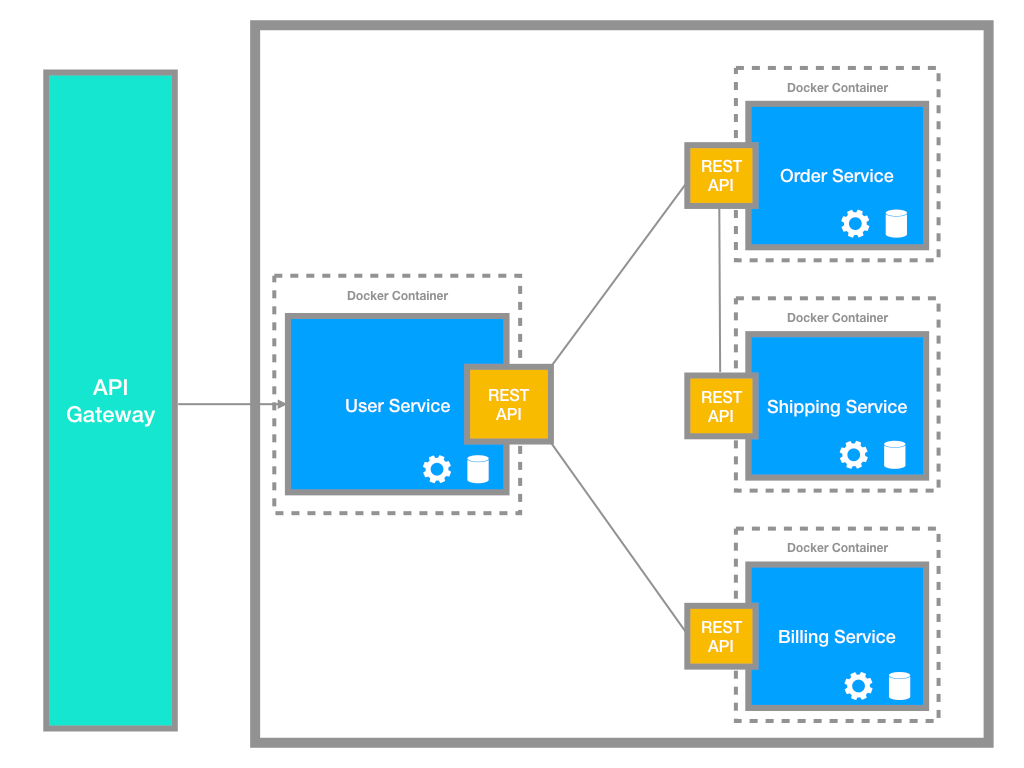 API
Gateway
Docker Container
User Service
REST
API
Docker Container
REST
API
Order Service
Docker Container
REST
API
Shipping Service
Docker Container
REST
API
Billing Service